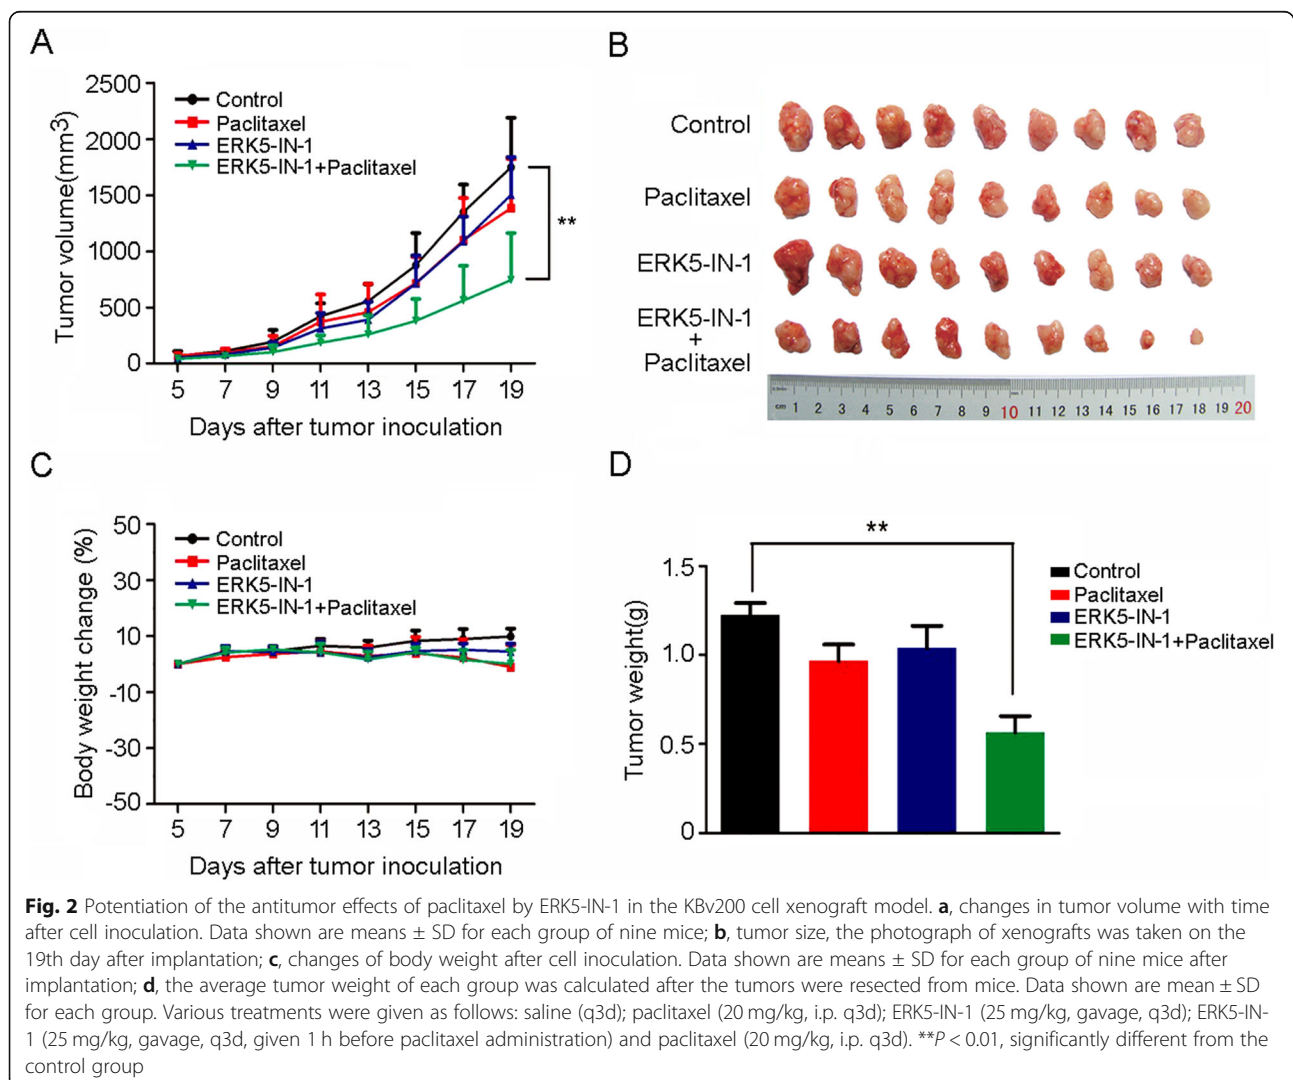 A
2500
2000
1500
1000
500
0
Tumor volume(mm3)
Control
Paclitaxel
ERK5-IN-1
ERK5-IN-1+Paclitaxel
**
5 7 9 11 13 15 17 19
Days after tumor inoculation
B
Control
Paclitaxel
ERK5-IN-1
ERK5-IN-1
+
Paclitaxel
cm 1 2 3 4 5 6 7 8 9 10 11 12 13 14 15 16 17 18 19 20
C
50
30
10
-10
-30
-50
Body weight change (%)
Control
Paclitaxel
ERK5-IN-1
ERK5-IN-1+Paclitaxel
5 7 9 11 13 15 17 19
Days after tumor inoculation
D
**
1.5
1.0
0.5
0
Tumor weight(g)
Control
Paclitaxel
ERK5-IN-1
ERK5-IN-1+Paclitaxel
Fig. 2 Potentiation of the antitumor effects of paclitaxel by ERK5-IN-1 in the KBv200 cell xenograft model. a, changes in tumor volume with time
after cell inoculation. Data shown are means ± SD for each group of nine mice; b, tumor size, the photograph of xenografts was taken on the
19th day after implantation; c, changes of body weight after cell inoculation. Data shown are means ± SD for each group of nine mice after
implantation; d, the average tumor weight of each group was calculated after the tumors were resected from mice. Data shown are mean ± SD
for each group. Various treatments were given as follows: saline (q3d); paclitaxel (20 mg/kg, i.p. q3d); ERK5-IN-1 (25 mg/kg, gavage, q3d); ERK5-IN-
1 (25 mg/kg, gavage, q3d, given 1 h before paclitaxel administration) and paclitaxel (20 mg/kg, i.p. q3d). **P < 0.01, significantly different from the
control group